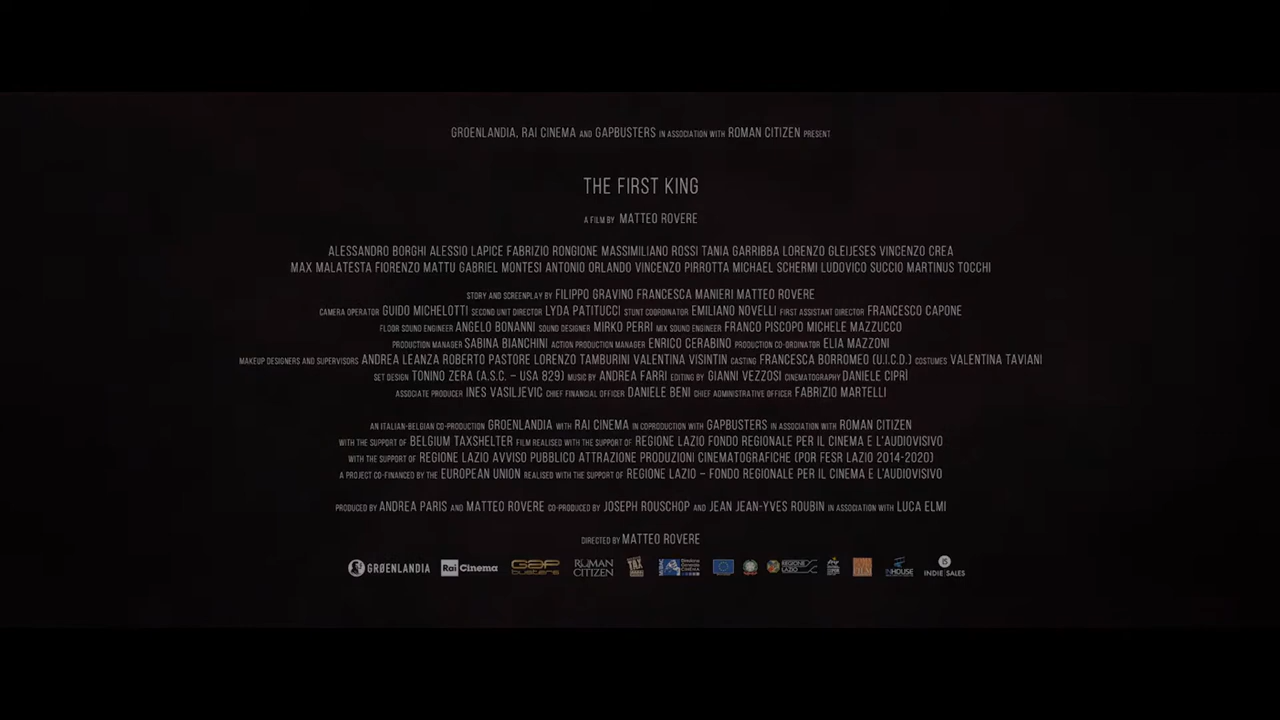 GROENLANDIA, RAI CINEMA AND GAPBUSTERS IN ASSOCIATION WITH ROMAN CITIZEN PRESENT
THE FIRST KING
A FILM BY MATTEO ROVERE
ALESSANDRO BORGHI ALESSIO LAPICE FABRIZIO RONGIONE MASSIMILIANO ROSSI TANIA GARRIBBA LORENZO GLEIJESES VINCENZO CREA
MAX MALATESTA FIORENZO MATTU GABRIEL MONTESI ANTONIO ORLANDO VINCENZO PIRROTTA MICHAEL SCHERMI LUDOVICO SUCCIO MARTINUS TOCCHI
STORY AND SCREENPLAY BY FILIPPO GRAVINO FRANCESCA MANIERI MATTEO ROVERE
CAMERA OPERATOR GUIDO MICHELOTTI SECOND UNIT DIRECTOR LYDA PATITUCCI STUNT COORDINATOR EMILIANO NOVELLI FIRST ASSISTANT DIRECTOR FRANCESCO CAPONE
FLOOR SOUND ENGINEER ANGELO BONANNI SOUND DESIGNER MIRKO PERRI MIX SOUND ENGINEER FRANCO PISCOPO MICHELE MAZZUCCO
PRODUCTION MANAGER SABINA BIANCHINI ACTION PRODUCTION MANAGER ENRICO CERABINO PRODUCTION CO-ORDINATOR ELIA MAZZONI
MAKEUP DESIGNERS AND SUPERVISORS ANDREA LEANZA ROBERTO PASTORE LORENZO TAMBURINI VALENTINA VISINTIN CASTING FRANCESCA BORROMEO (U.I.C.D.) COSTUMES VALENTINA TAVIANI
SET DESIGN TONINO ZERA (A.S.C. – USA 829) MUSIC BY ANDREA FARRI EDITING BY GIANNI VEZZOSI CINEMATOGRAPHY DANIELE CIPRÌ
ASSOCIATE PRODUCER INES VASILJEVIC CHIEF FINANCIAL OFFICER DANIELE BENI CHIEF ADMINISTRATIVE OFFICER FABRIZIO MARTELLI
AN ITALIAN-BELGIAN CO-PRODUCTION GROENLANDIA WITH RAI CINEMA IN COPRODUCTION WITH GAPBUSTERS IN ASSOCIATION WITH ROMAN CITIZEN
WITH THE SUPPORT OF BELGIUM TAXSHELTER FILM REALISED WITH THE SUPPORT OF REGIONE LAZIO FONDO REGIONALE PER IL CINEMA E L'AUDIOVISIVO
WITH THE SUPPORT OF REGIONE LAZIO AVVISO PUBBLICO ATTRAZIONE PRODUZIONI CINEMATOGRAFICHE (POR FESR LAZIO 2014-2020)
A PROJECT CO-FINANCED BY THE EUROPEAN UNION REALISED WITH THE SUPPORT OF REGIONE LAZIO – FONDO REGIONALE PER IL CINEMA E L'AUDIOVISIVO
PRODUCED BY ANDREA PARIS AND MATTEO ROVERE CO-PRODUCED BY JOSEPH ROUSCHOP AND JEAN JEAN-YVES ROUBIN IN ASSOCIATION WITH LUCA ELMI
DIRECTED BY MATTEO ROVERE
GRØENLANDIA Rai Cinema GAP busters ROMAN CITIZEN TAX REGIONE LAZIO INHOUSE INDIE SALES